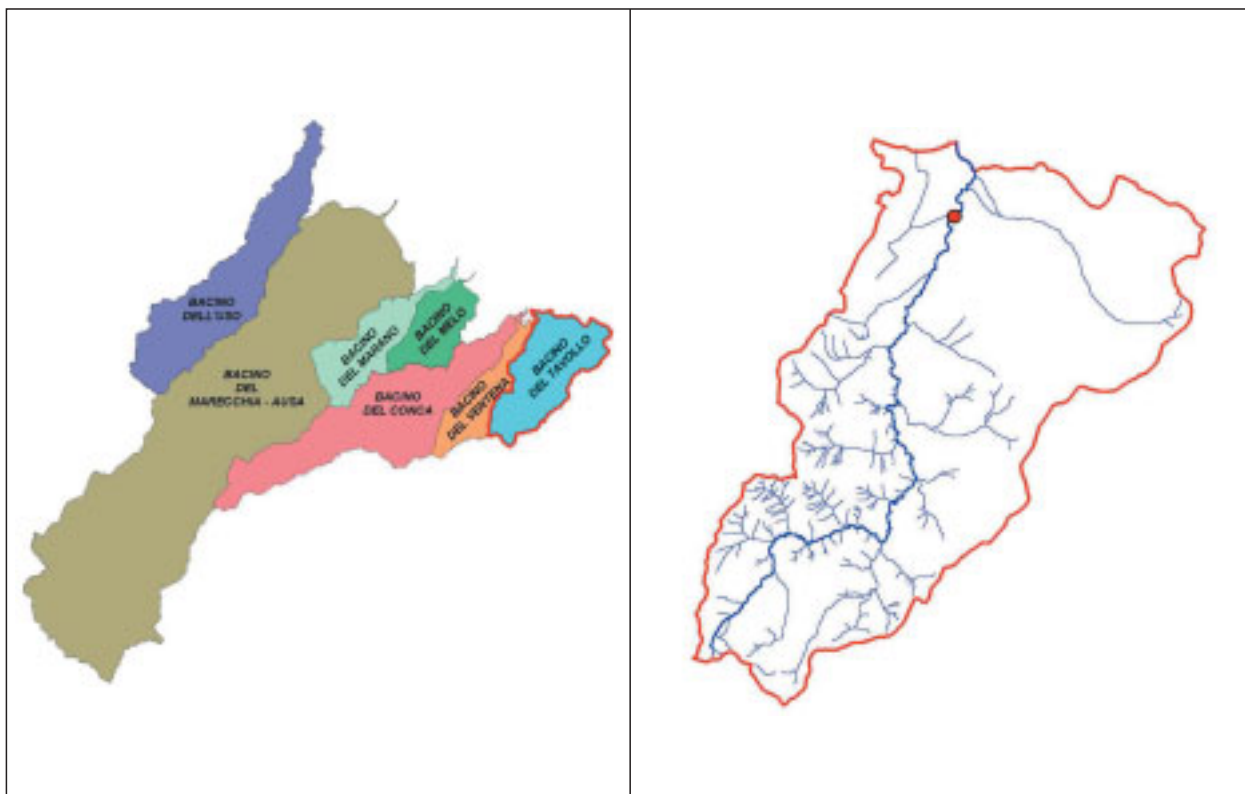 BACINO
DELL'USO
BACINO
DEL
MARECCHIA - AUSA
BACINO
DEL MARANO
BACINO
DEL MELO
BACINO
DEL CONCA
BACINO
DEL VENTENA
BACINO
DEL TAVOLLO